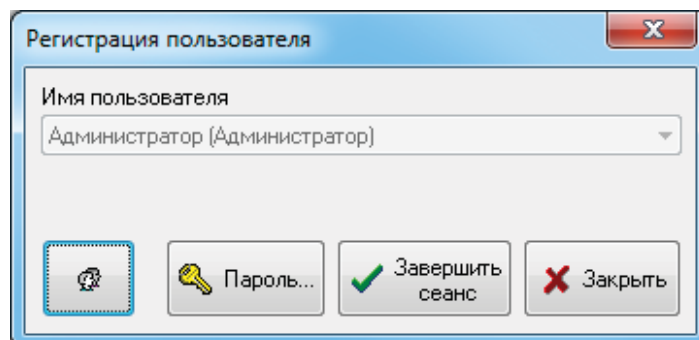 Регистрация пользователя
Имя пользователя
Администратор (Администратор)
Пароль...
Завершить
сеанс
Закрыть